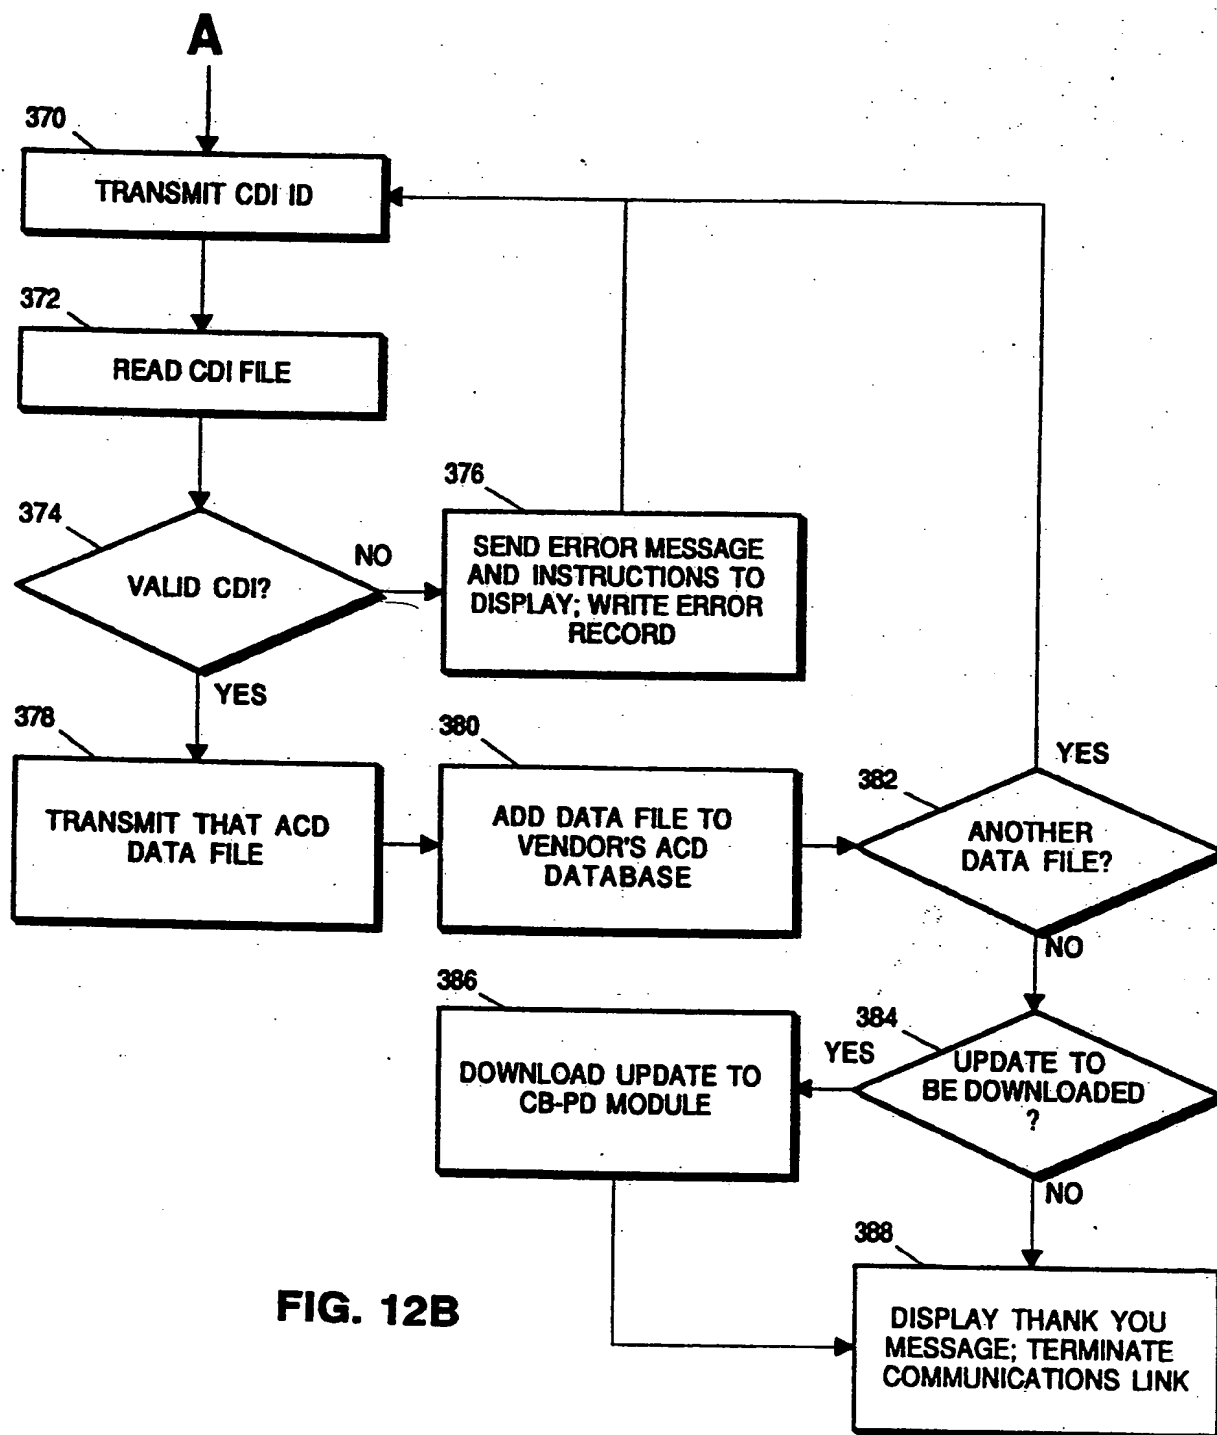 A
370
TRANSMIT CDI ID
372
READ CDI FILE
374
VALID CDI?
NO
YES
376
SEND ERROR MESSAGE
AND INSTRUCTIONS TO
DISPLAY; WRITE ERROR
RECORD
378
TRANSMIT THAT ACD
DATA FILE
380
ADD DATA FILE TO
VENDOR'S ACD
DATABASE
382
YES
ANOTHER
DATA FILE?
NO
384
YES
UPDATE TO
BE DOWNLOADED
?
NO
386
DOWNLOAD UPDATE TO
CB-PD MODULE
388
DISPLAY THANK YOU
MESSAGE; TERMINATE
COMMUNICATIONS LINK
FIG. 12B